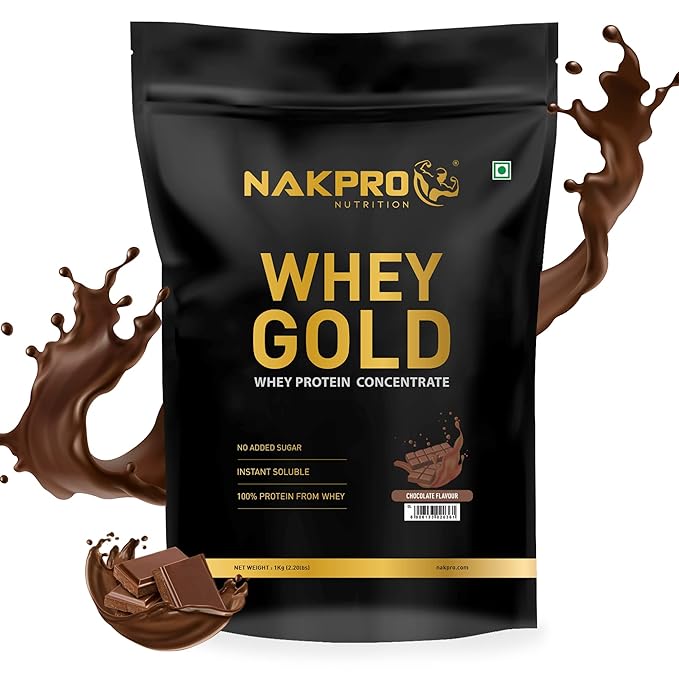 NAKPRO
NUTRITION
WHEY
GOLD
WHEY PROTEIN CONCENTRATE
NO ADDED SUGAR
INSTANT SOLUBLE
100% PROTEIN FROM WHEY
CHOCOLATE FLAVOUR
NET WEIGHT : 1Kg (2.20lbs)
nakpro.com